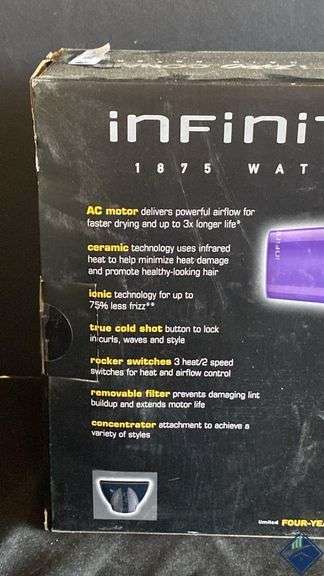 infini
1875 WAT
AC motor delivers powerful airflow for
faster drying and up to 3x longer life*
ceramic technology uses infrared
heat to help minimize heat damage
and promote healthy-looking hair
ionic technology for up to
75% less frizz**
true cold shot button to lock
in curls, waves and style
rocker switches 3 heat/2 speed
switches for heat and airflow control
removable filter prevents damaging lint
buildup and extends motor life
concentrator attachment to achieve a
variety of styles
limited FOUR-YEA